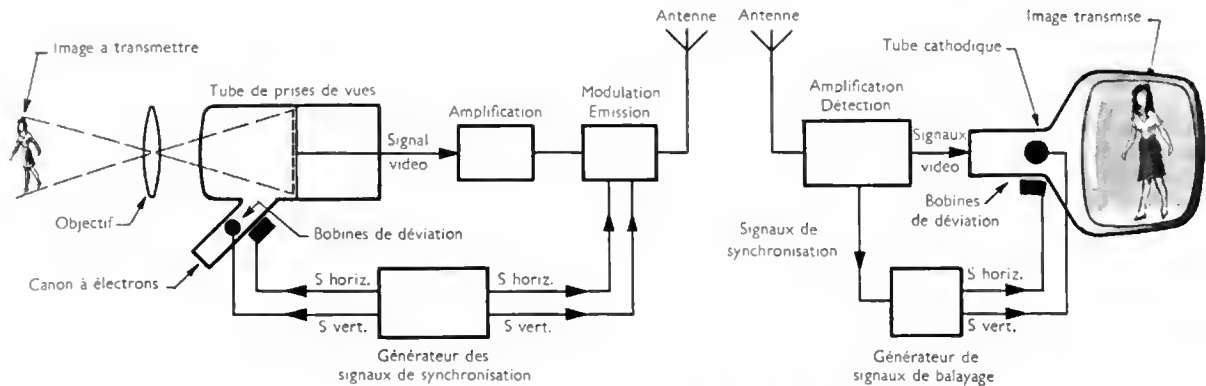 Image a transmettre
Objectif
Tube de prises de vues
Canon à électrons
Bobines de déviation
Signal
video
Amplification
Modulation
Emission
Antenne
S horiz.
S vert.
S horiz.
S vert.
Générateur des
signaux de synchronisation
Antenne
Amplification
Détection
Signaux
video
Signaux de
synchronisation
Tube cathodique
Image transmise
Bobines
de déviation
S horiz.
S vert.
Générateur de
signaux de balayage